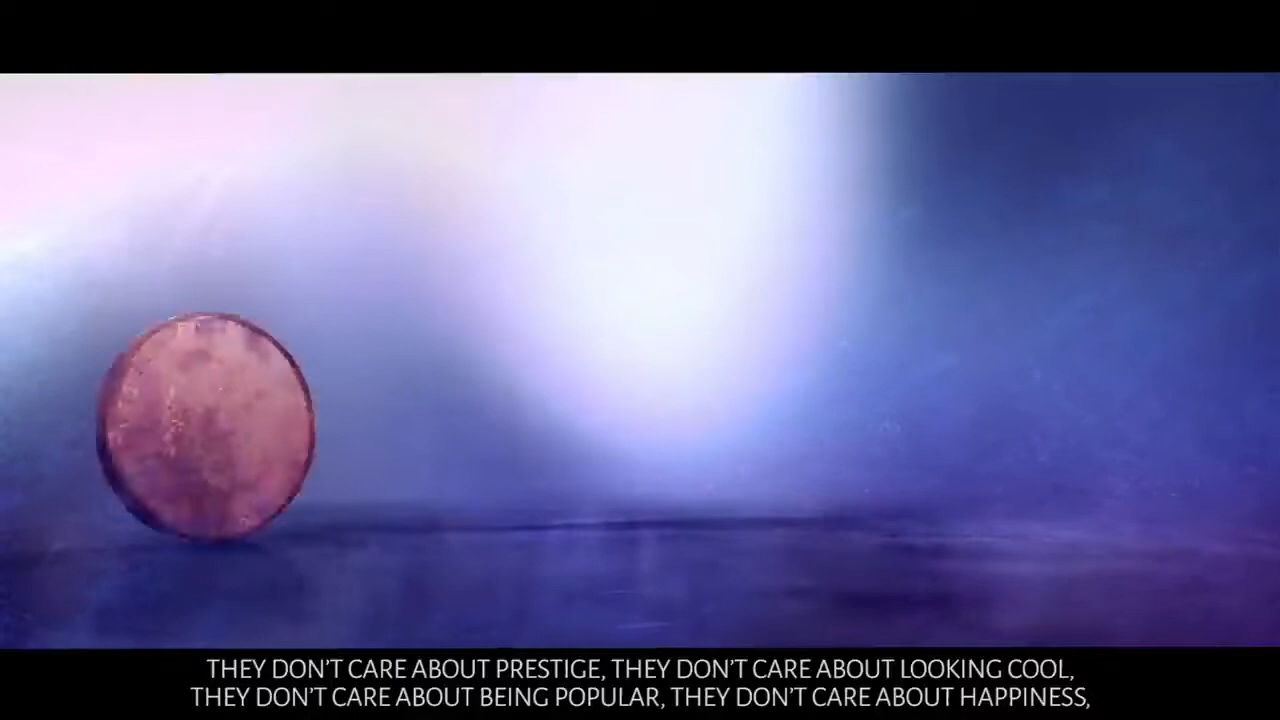 THEY DON'T CARE ABOUT PRESTIGE, THEY DON'T CARE ABOUT LOOKING COOL,
THEY DON'T CARE ABOUT BEING POPULAR, THEY DON'T CARE ABOUT HAPPINESS,